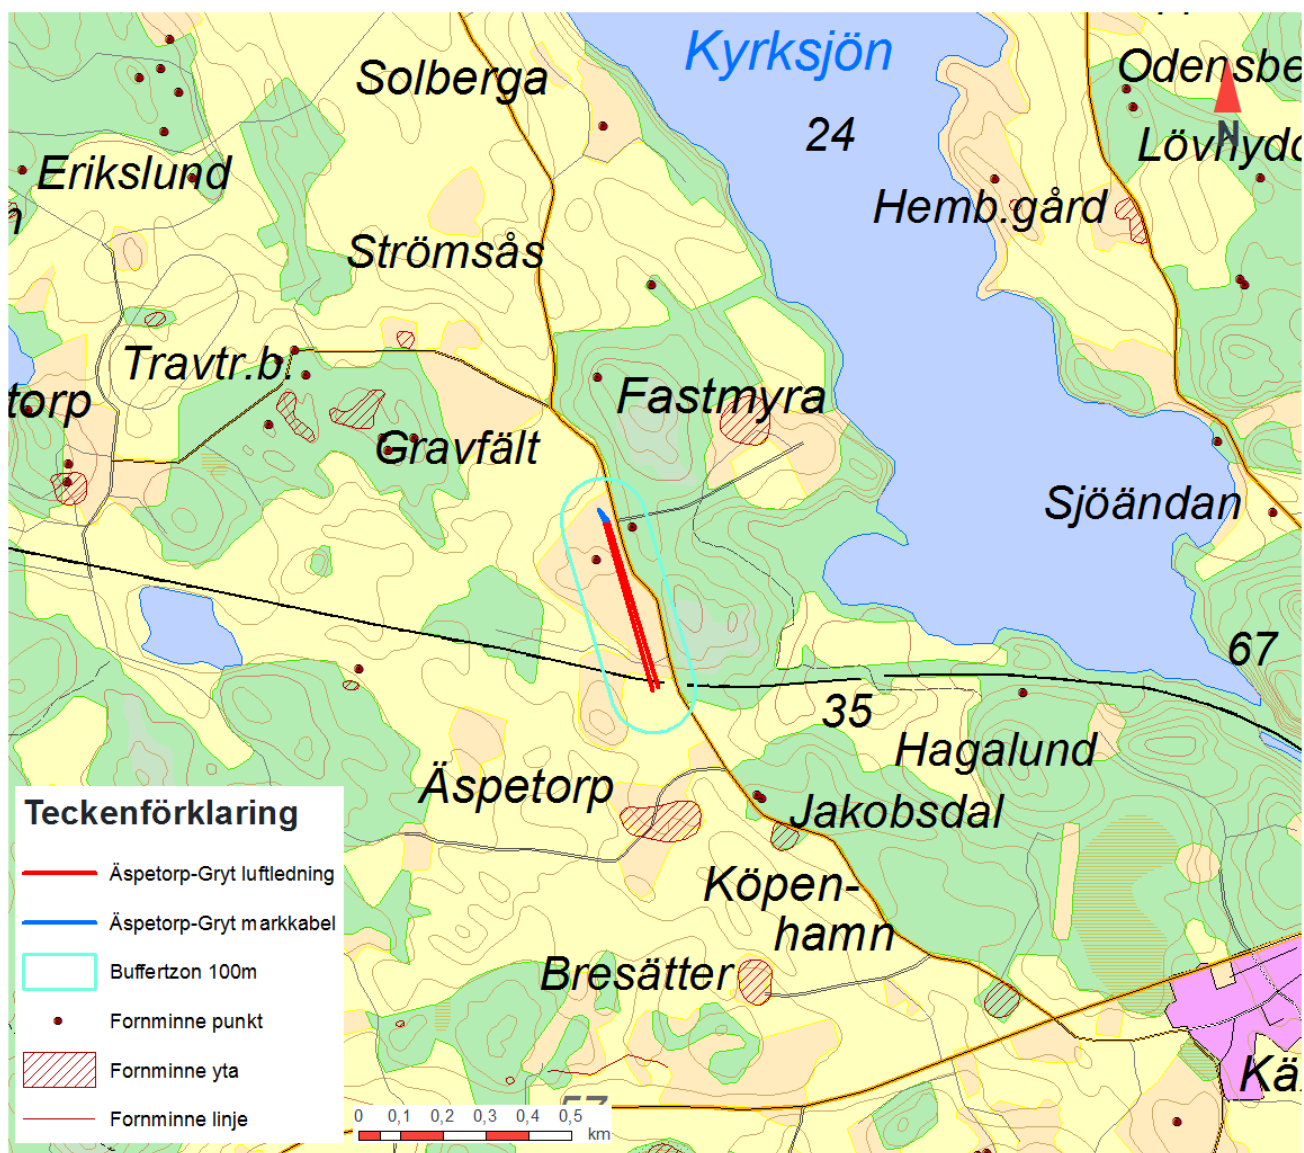 Kyrksjön
Solberga
Odensbe
24
N
Lövnydd
Erikslund
Hemb.gård
n
Strömsås
Travtr.b.
torp
Fastmyra
Gravfält
Sjöändan
67
35
Hagalund
Äspetorp
Jakobsdal
Köpen-
hamn
Bresätter
Kä
Teckenförklaring
Äspetorp-Gryt luftledning
Äspetorp-Gryt markkabel
Buffertzon 100m
Fornminne punkt
Fornminne yta
Fornminne linje
57
0 0,1 0,2 0,3 0,4 0,5
km